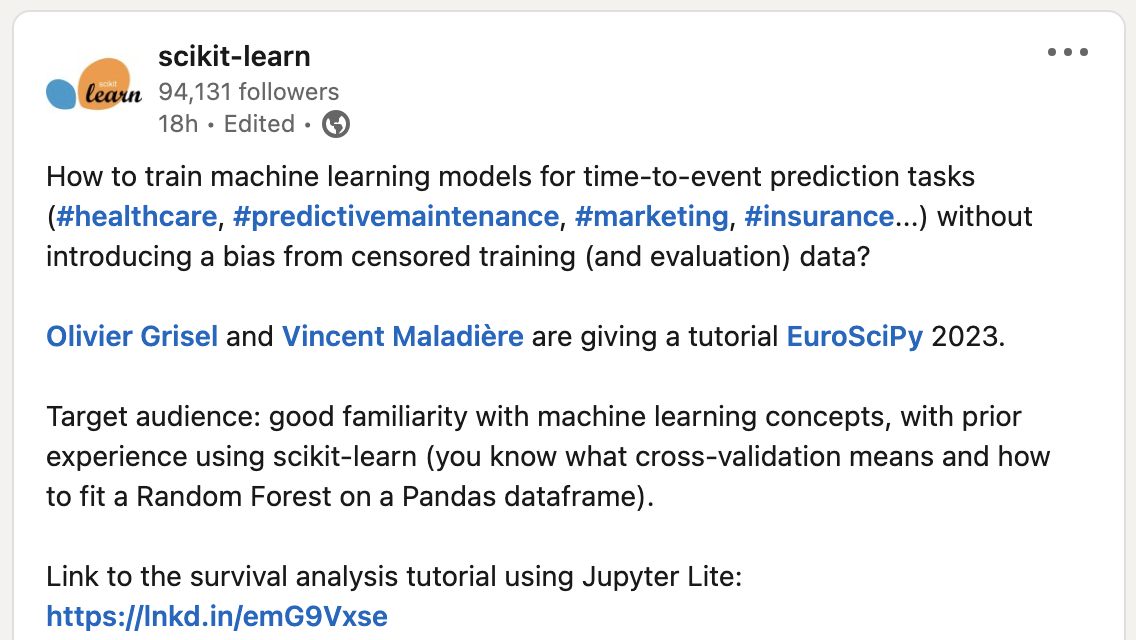 scikit-learn
scikit
learn
94,131 followers
18h • Edited •
How to train machine learning models for time-to-event prediction tasks
(#healthcare, #predictivemaintenance, #marketing, #insurance...) without
introducing a bias from censored training (and evaluation) data?
Olivier Grisel and Vincent Maladière are giving a tutorial EuroSciPy 2023.
Target audience: good familiarity with machine learning concepts, with prior
experience using scikit-learn (you know what cross-validation means and how
to fit a Random Forest on a Pandas dataframe).
Link to the survival analysis tutorial using Jupyter Lite:
https://lnkd.in/emG9Vxse